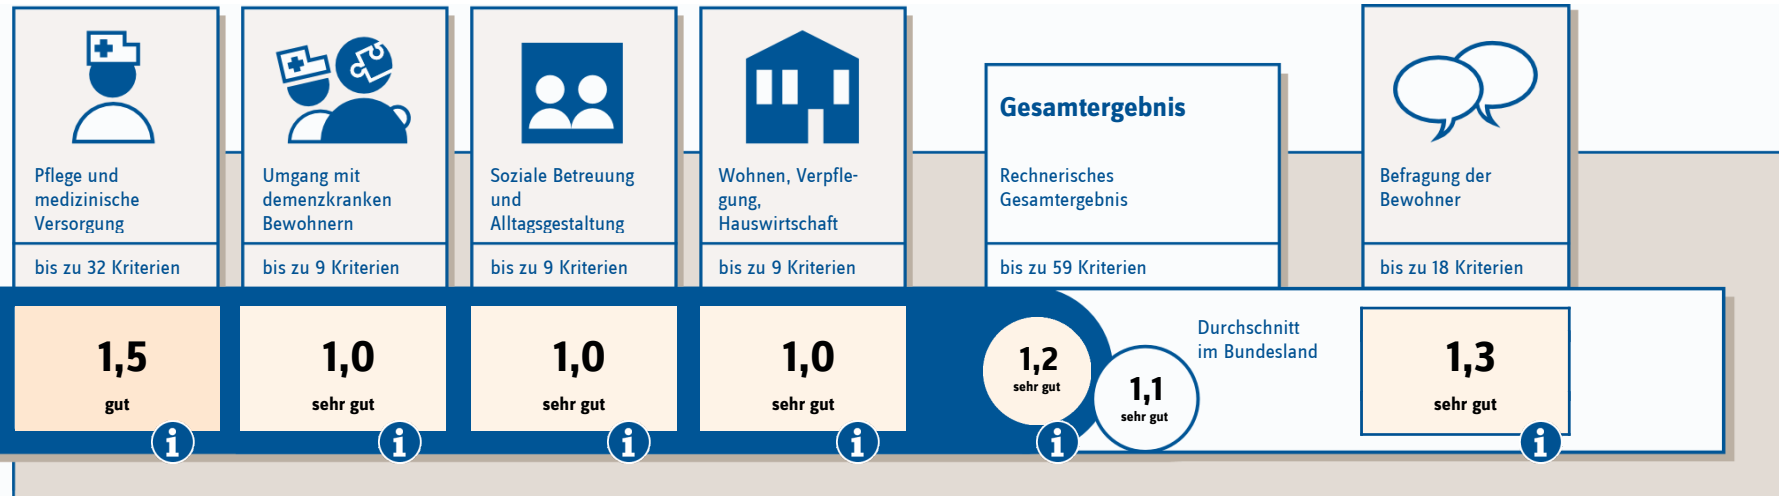 Pflege und
medizinische
Versorgung
bis zu 32 Kriterien
1,5
gut
Umgang mit
demenzkranken
Bewohnern
bis zu 9 Kriterien
1,0
sehr gut
Soziale Betreuung
und
Alltagsgestaltung
bis zu 9 Kriterien
1,0
sehr gut
Wohnen, Verpfle-
gung,
Hauswirtschaft
bis zu 9 Kriterien
1,0
sehr gut
Gesamtergebnis
Rechnerisches
Gesamtergebnis
bis zu 59 Kriterien
1,2
sehr gut
1,1
sehr gut
Durchschnitt
im Bundesland
Befragung der
Bewohner
bis zu 18 Kriterien
1,3
sehr gut